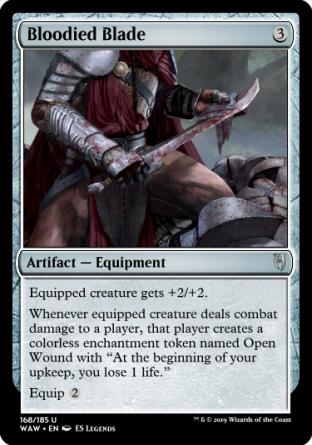 Bloodied Blade 3
Artifact — Equipment
Equipped creature gets +2/+2.
Whenever equipped creature deals combat
damage to a player, that player creates a
colorless enchantment token named Open
Wound with “At the beginning of your
upkeep, you lose 1 life.”
Equip 2
168/185 U
WAW • EN ES LEGENDS
™ & © 2019 Wizards of the Coast